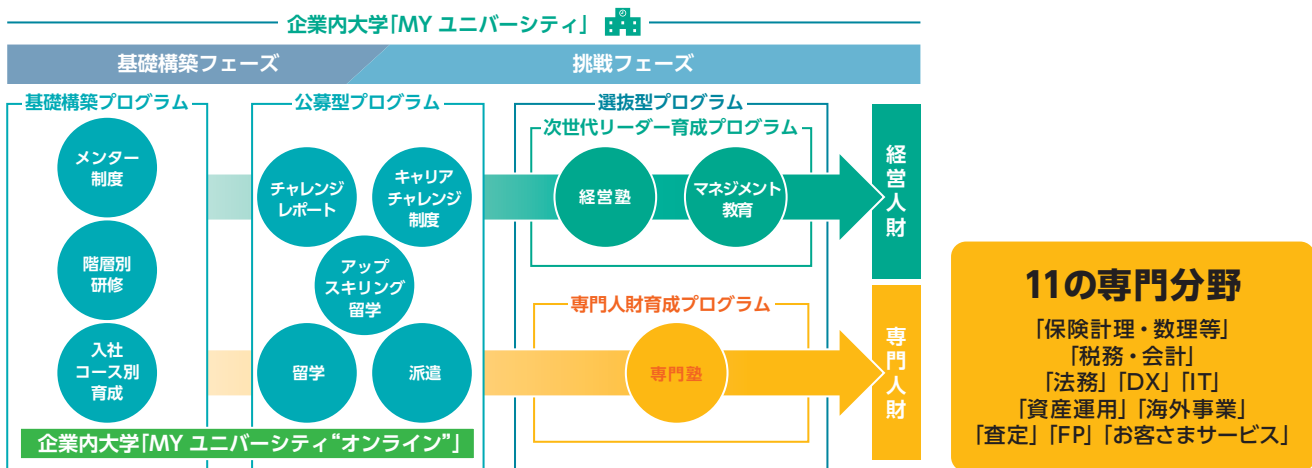 企業内大学「MY ユニバーシティ」
基礎構築フェーズ
挑戦フェーズ
基礎構築プログラム
メンター
制度
階層別
研修
入社
コース別
育成
公募型プログラム
チャレンジ
レポート
キャリア
チャレンジ
制度
アップ
スキリング
留学
留学
派遣
企業内大学「MY ユニバーシティ“オンライン”」
選抜型プログラム
次世代リーダー育成プログラム
経営塾
マネジメント
教育
経営人財
専門人財育成プログラム
専門塾
専門人財
11の専門分野
「保険計理・数理等」
「税務・会計」
「法務」「DX」「IT」
「資産運用」「海外事業」
「査定」「FP」「お客さまサービス」